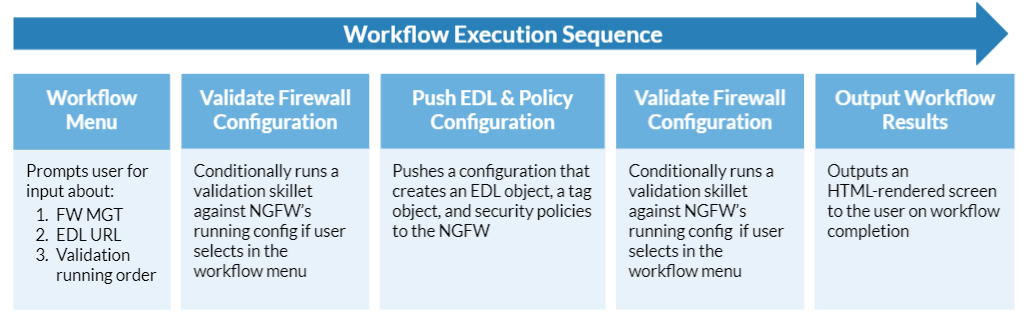 Workflow Execution Sequence
Workflow
Menu
Prompts user for
input about:
1. FW MGT
2. EDL URL
3. Validation
running order
Validate Firewall
Configuration
Conditionally runs a
validation skillet
against NGFW's
running config if user
selects in the
workflow menu
Push EDL & Policy
Configuration
Pushes a configuration that
creates an EDL object, a tag
object, and security policies
to the NGFW
Validate Firewall
Configuration
Conditionally runs a
validation skillet
against NGFW's
running config if user
selects in the
workflow menu
Output Workflow
Results
Outputs an
HTML-rendered screen
to the user on workflow
completion